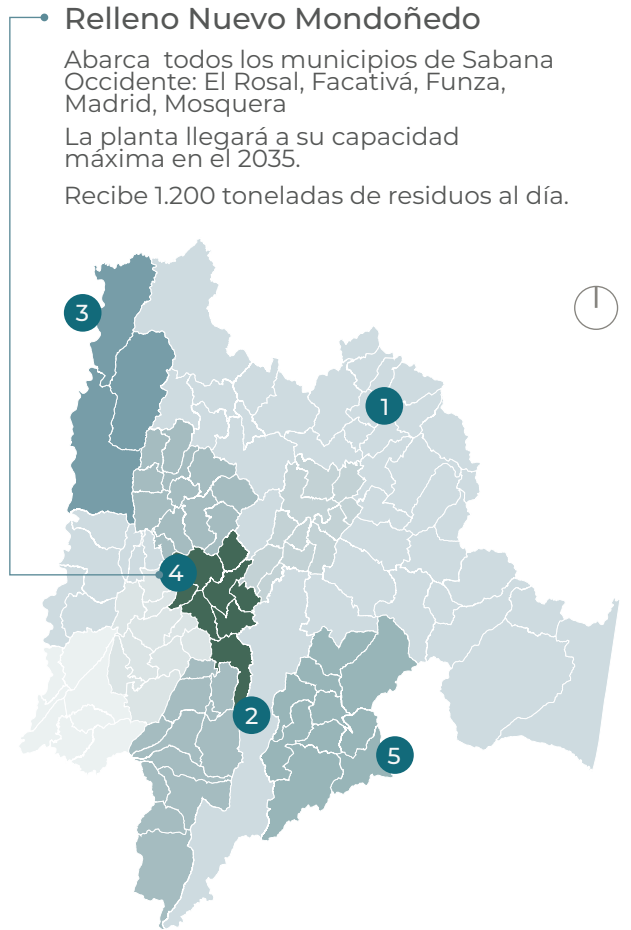 Relleno Nuevo Mondoñedo
Abarca todos los municipios de Sabana
Occidente: El Rosal, Facativá, Funza,
Madrid, Mosquera
La planta llegará a su capacidad
máxima en el 2035.
Recibe 1.200 toneladas de residuos al día.
3
1
4
2
5